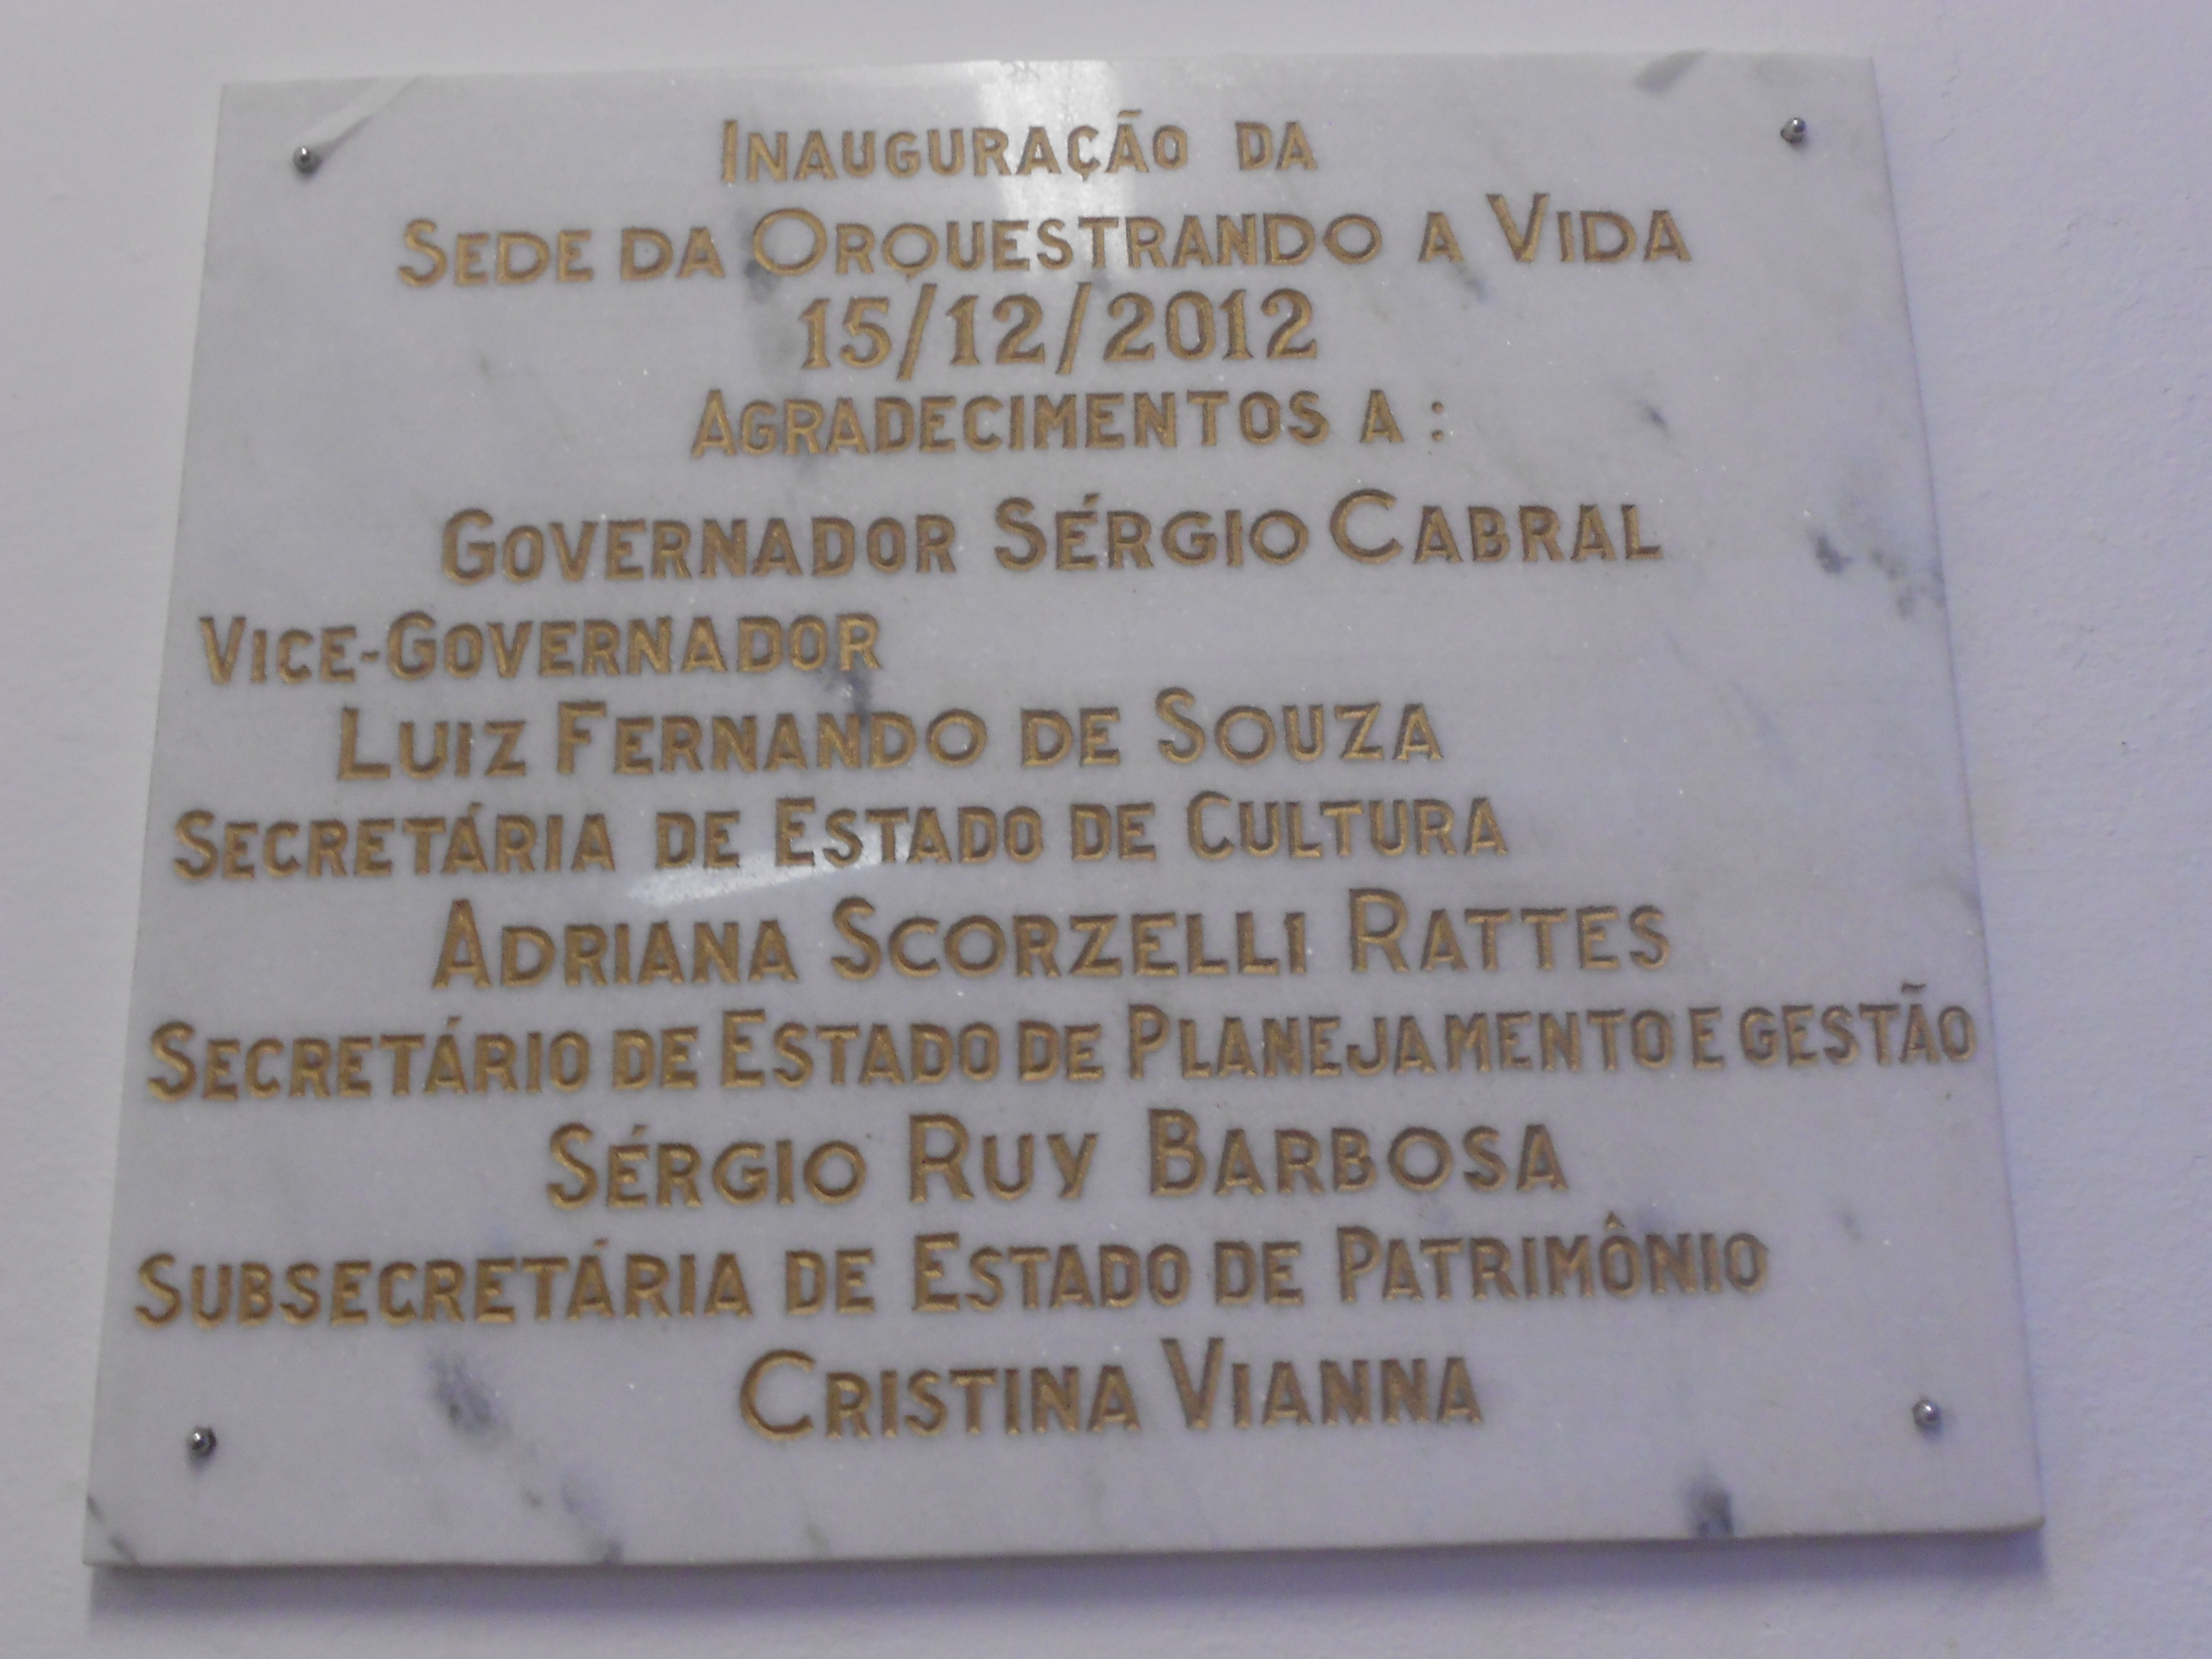 INAUGURAÇÃO DA
SEDE DA ORQUESTRANDO A VIDA
15/12/2012
AGRADECIMENTOS A :
GOVERNADOR SÉRGIO CABRAL
VICE-GOVERNADOR
LUIZ FERNANDO DE SOUZA
SECRETÁRIA DE ESTADO DE CULTURA
ADRIANA SCORZELLI RATTES
SECRETÁRIO DE ESTADO DE PLANEJAMENTO E GESTÃO
SÉRGIO RUY BARBOSA
SUBSECRETÁRIA DE ESTADO DE PATRIMÔNIO
CRISTINA VIANNA